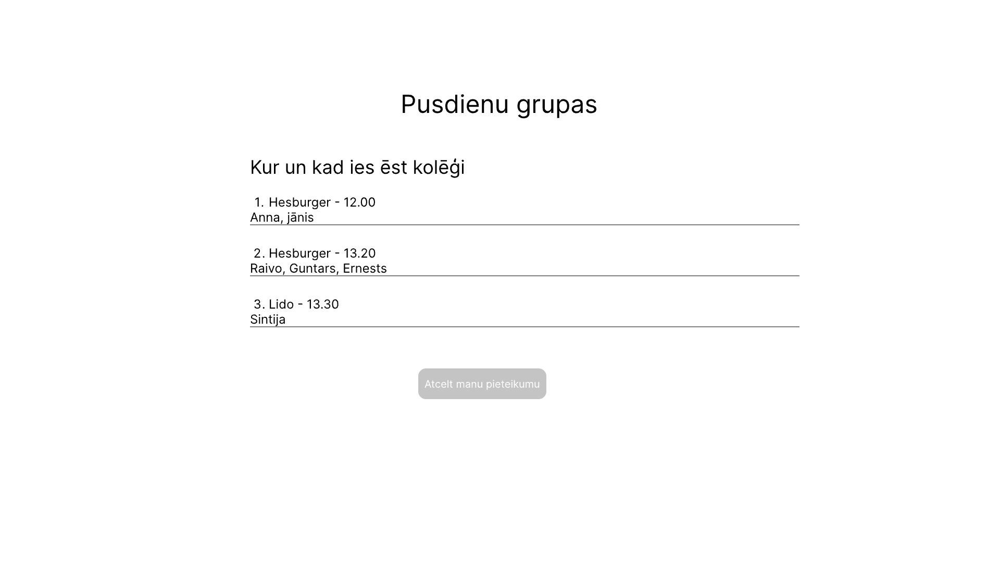 Pusdienu grupas
Kur un kad ies ēst kolēģi
1. Hesburger - 12.00
Anna, jānis
2. Hesburger - 13.20
Raivo, Guntars, Ernests
3. Lido - 13.30
Sintija
Atcelt manu pieteikumu